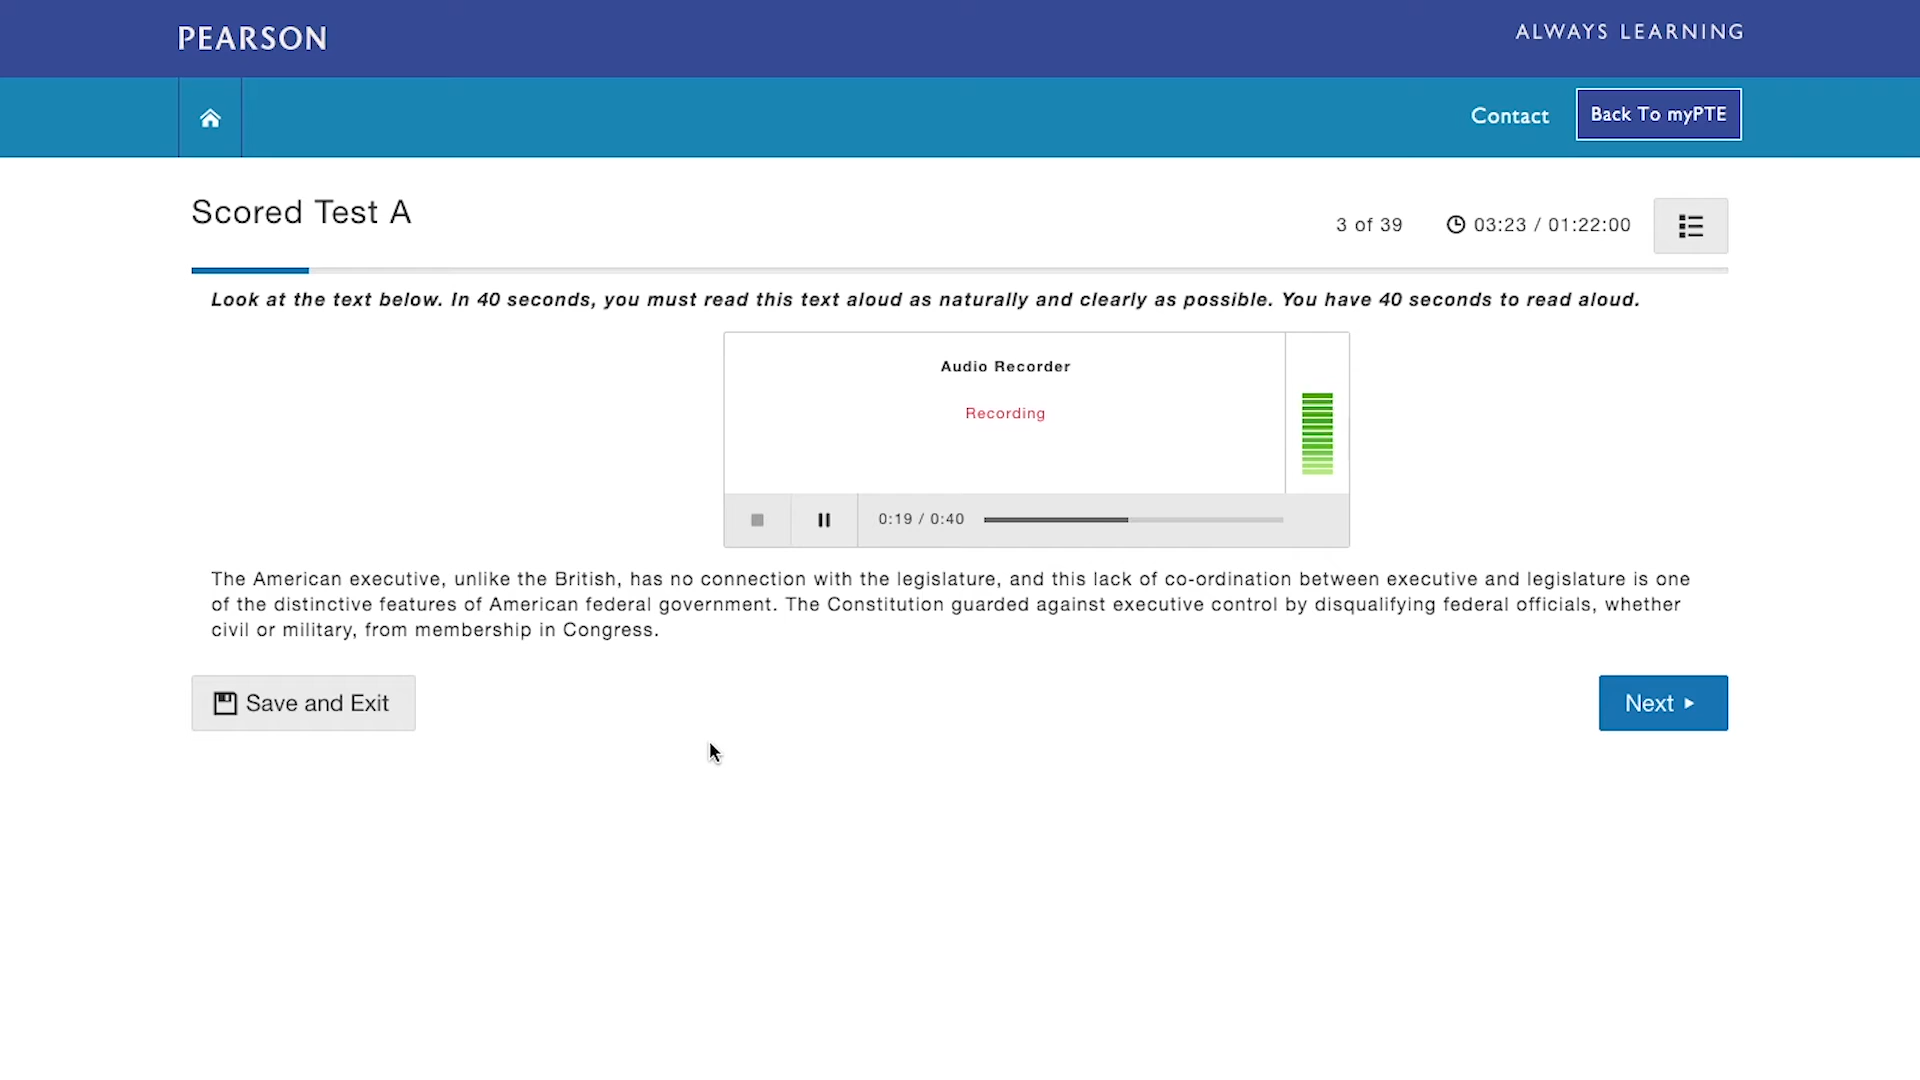 PEARSON
ALWAYS LEARNING
Contact
Back To myPTE
Scored Test A
3 of 39
03:23 / 01:22:00
Look at the text below. In 40 seconds, you must read this text aloud as naturally and clearly as possible. You have 40 seconds to read aloud.
Audio Recorder
Recording
0:19 / 0:40
The American executive, unlike the British, has no connection with the legislature, and this lack of co-ordination between executive and legislature is one
of the distinctive features of American federal government. The Constitution guarded against executive control by disqualifying federal officials, whether
civil or military, from membership in Congress.
Save and Exit
Next